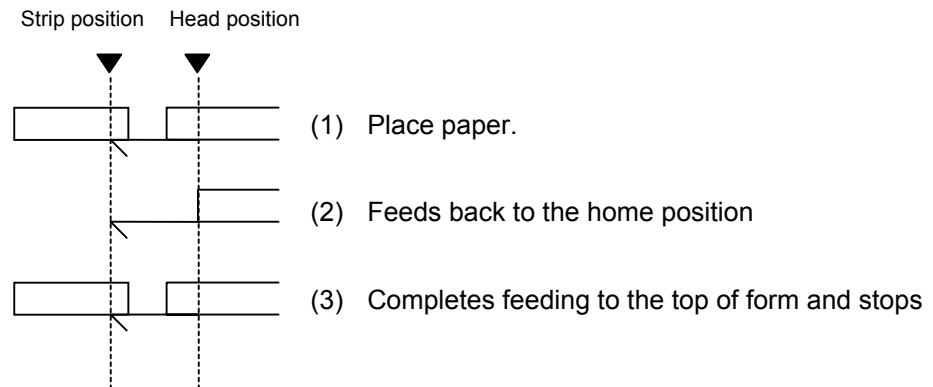 Strip position Head position
(1) Place paper.
(2) Feeds back to the home position
(3) Completes feeding to the top of form and stops